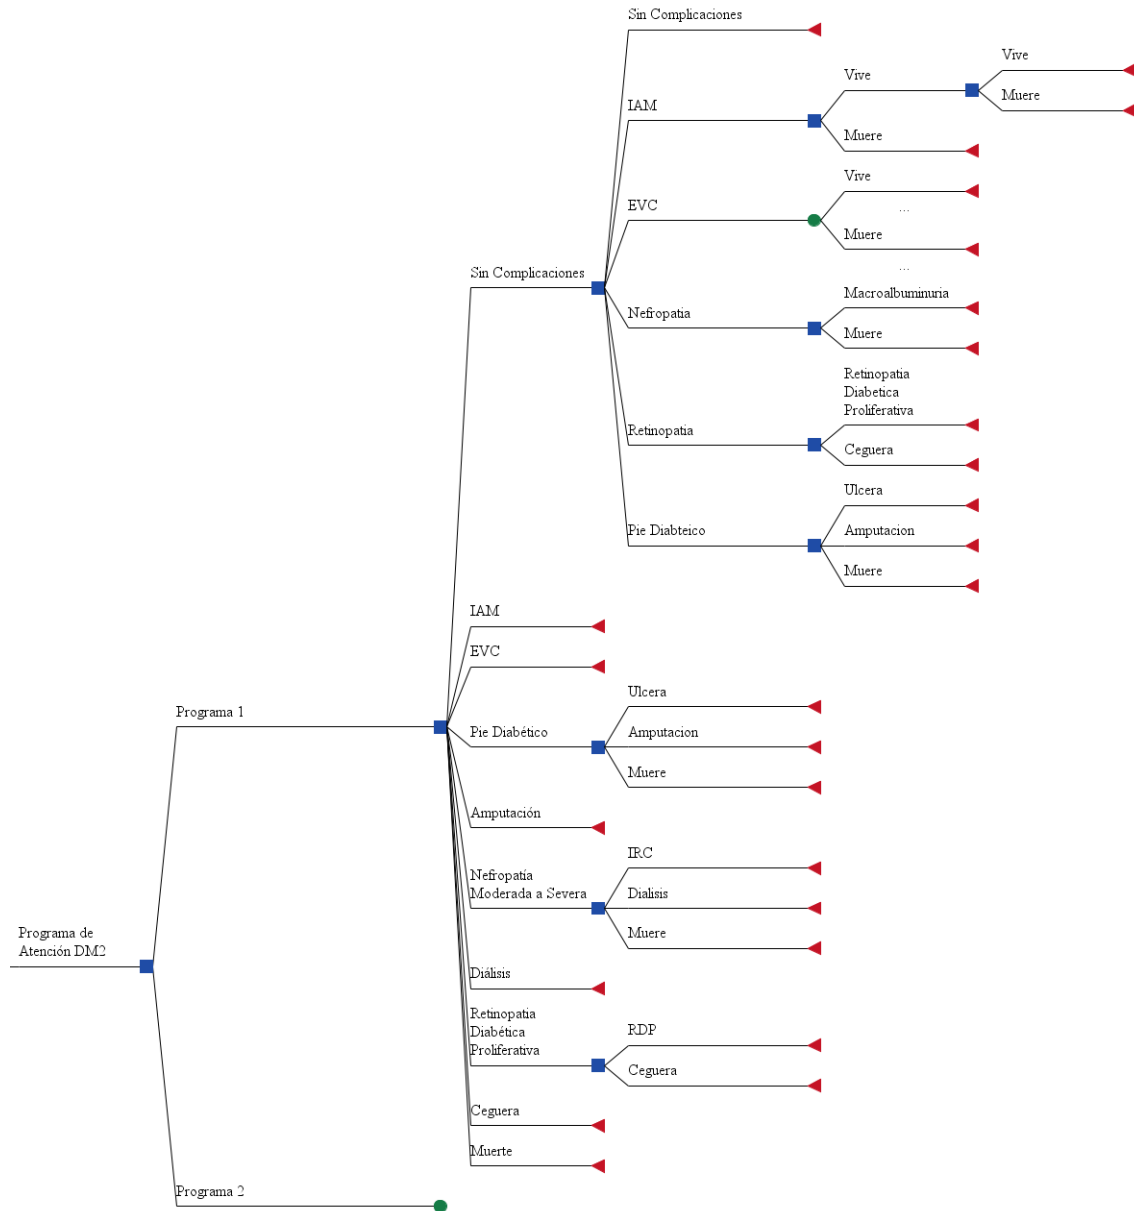 Sin Complicaciones
Vive
Vive
Muere
IAM
Muere
Vive
...
EVC
Muere
...
Sin Complicaciones
Macroalbuminuria
Nefropatia
Muere
Retinopatia
Diabetica
Proliferativa
Retinopatia
Ceguera
Ulcera
Pie Diabteico
Amputacion
Muere
IAM
EVC
Ulcera
Programa 1
Pie Diabético
Amputacion
Muere
Amputación
IRC
Nefropatía
Moderada a Severa
Dialisis
Muere
Programa de
Atención DM2
Diálisis
Retinopatia
Diabética
Proliferativa
RDP
Ceguera
Ceguera
Muerte
Programa 2